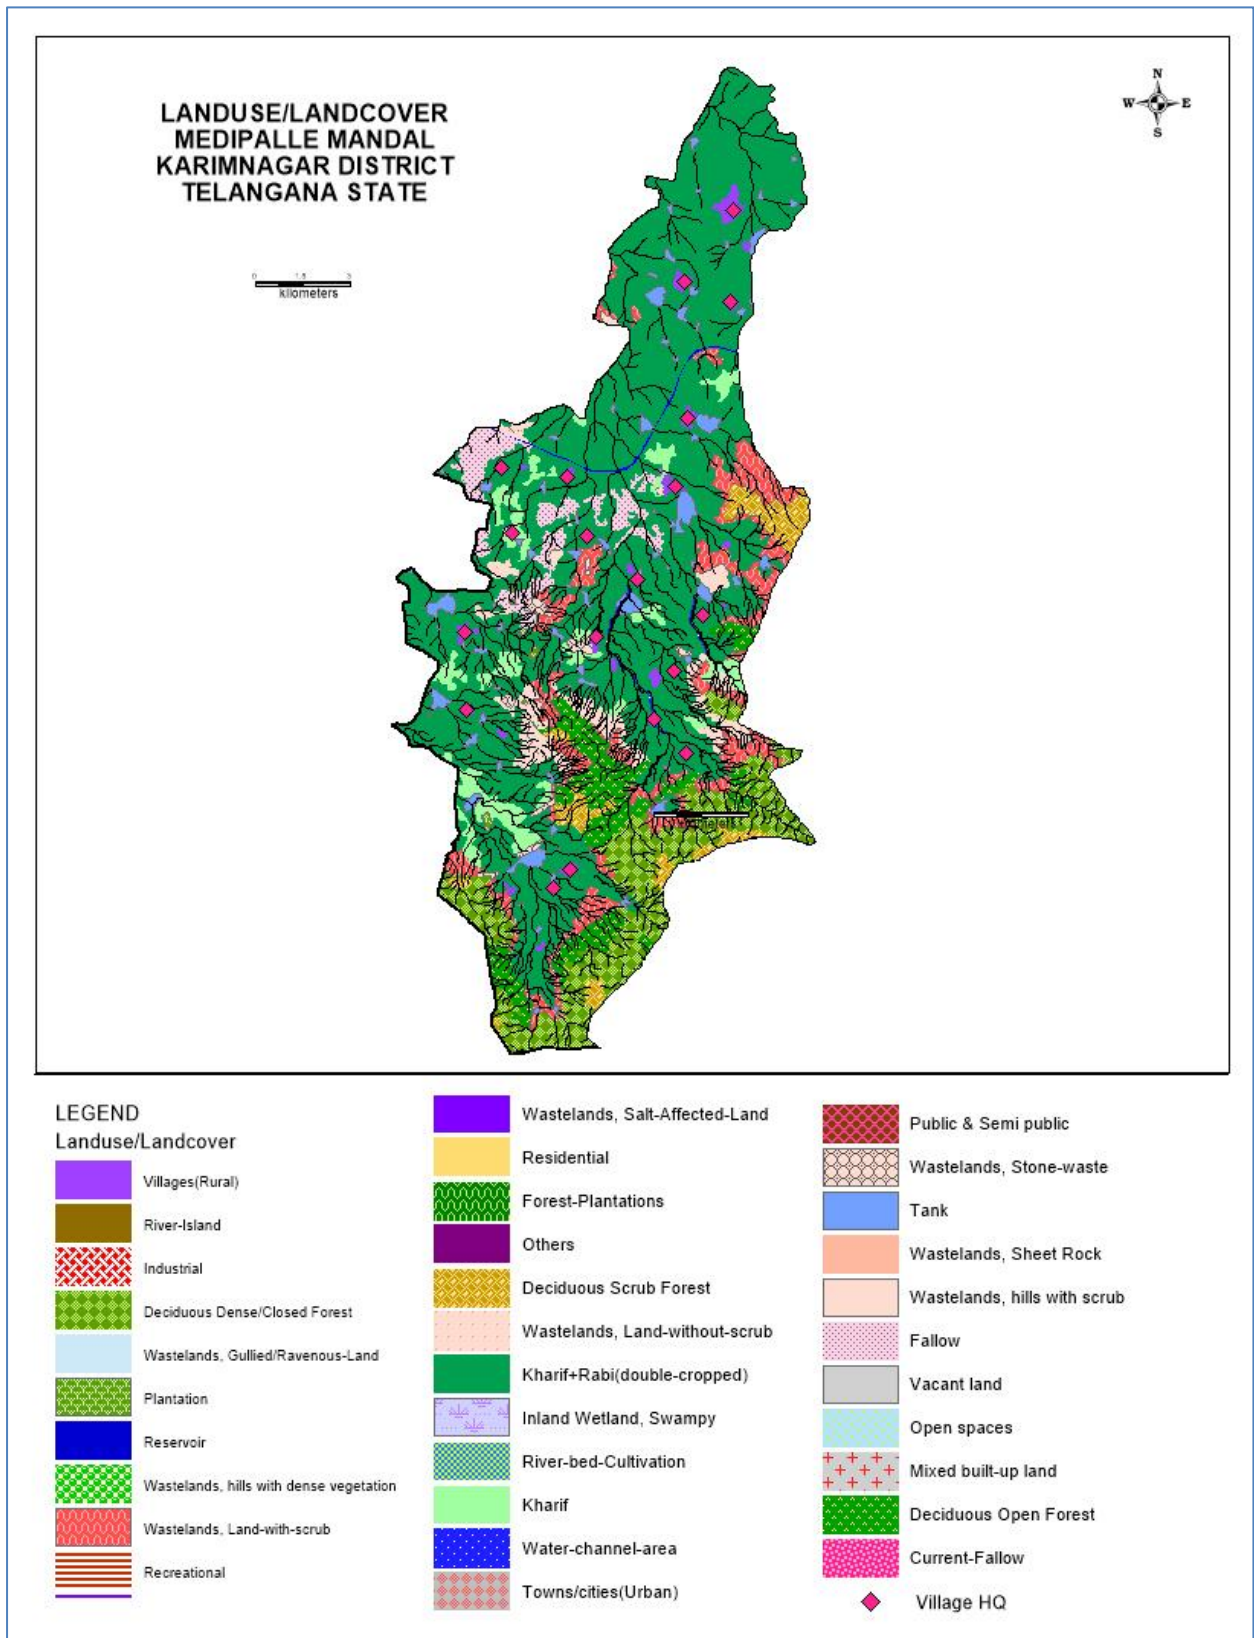 LANDUSE/LANDCOVER
MEDIPALLE MANDAL
KARIMNAGAR DISTRICT
TELANGANA STATE
N
W E
S
0 1.5 3
kilometers
LEGEND
Landuse/Landcover
Villages(Rural)
River-Island
Industrial
Deciduous Dense/Closed Forest
Wastelands, Gullied/Ravenous-Land
Plantation
Reservoir
Wastelands, hills with dense vegetation
Wastelands, Land-with-scrub
Recreational
Wastelands, Salt-Affected-Land
Residential
Forest-Plantations
Others
Deciduous Scrub Forest
Wastelands, Land-without-scrub
Kharif+Rabi(double-cropped)
Inland Wetland, Swampy
River-bed-Cultivation
Kharif
Water-channel-area
Towns/cities(Urban)
Public & Semi public
Wastelands, Stone-waste
Tank
Wastelands, Sheet Rock
Wastelands, hills with scrub
Fallow
Vacant land
Open spaces
Mixed built-up land
Deciduous Open Forest
Current-Fallow
Village HQ